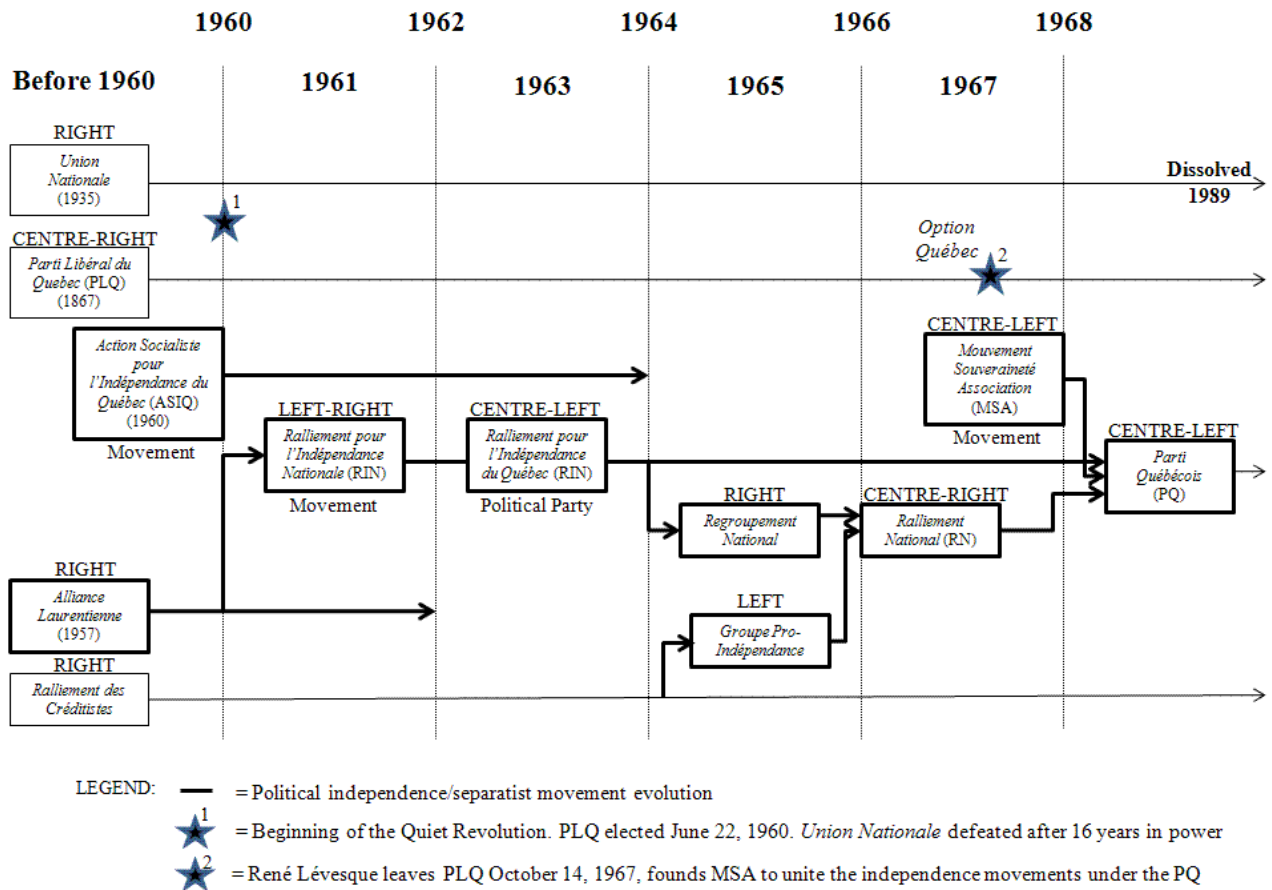 1960 1962 1964 1966 1968
Before 1960 1961 1963 1965 1967
RIGHT
Union
Nationale
(1935)
Dissolved
1989
1
CENTRE-RIGHT
Parti Libéral du
Quebec (PLQ)
(1867)
Option
Québec
2
Action Socialiste
pour
l'Indépendance du
Québec (ASIQ)
(1960)
Movement
CENTRE-LEFT
Mouvement
Souveraineté
Association
(MSA)
Movement
LEFT-RIGHT
Ralliement pour
l'Indépendance
Nationale (RIN)
Movement
CENTRE-LEFT
Ralliement pour
l'Indépendance
du Québec (RIN)
Political Party
CENTRE-LEFT
Parti
Québécois
(PQ)
RIGHT
Regroupement
National
CENTRE-RIGHT
Ralliement
National (RN)
RIGHT
Alliance
Laurentienne
(1957)
LEFT
Groupe Pro-
Indépendance
RIGHT
Ralliement des
Créditistes
LEGEND:
= Political independence/separatist movement evolution
1 = Beginning of the Quiet Revolution. PLQ elected June 22, 1960. Union Nationale defeated after 16 years in power
2 = René Lévesque leaves PLQ October 14, 1967, founds MSA to unite the independence movements under the PQ